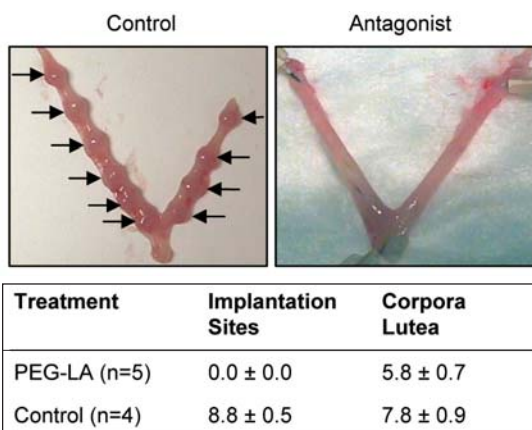 Control Antagonist
Treatment Implantation Sites Corpora Lutea
PEG-LA (n=5) 0.0 ± 0.0 5.8 ± 0.7
Control (n=4) 8.8 ± 0.5 7.8 ± 0.9